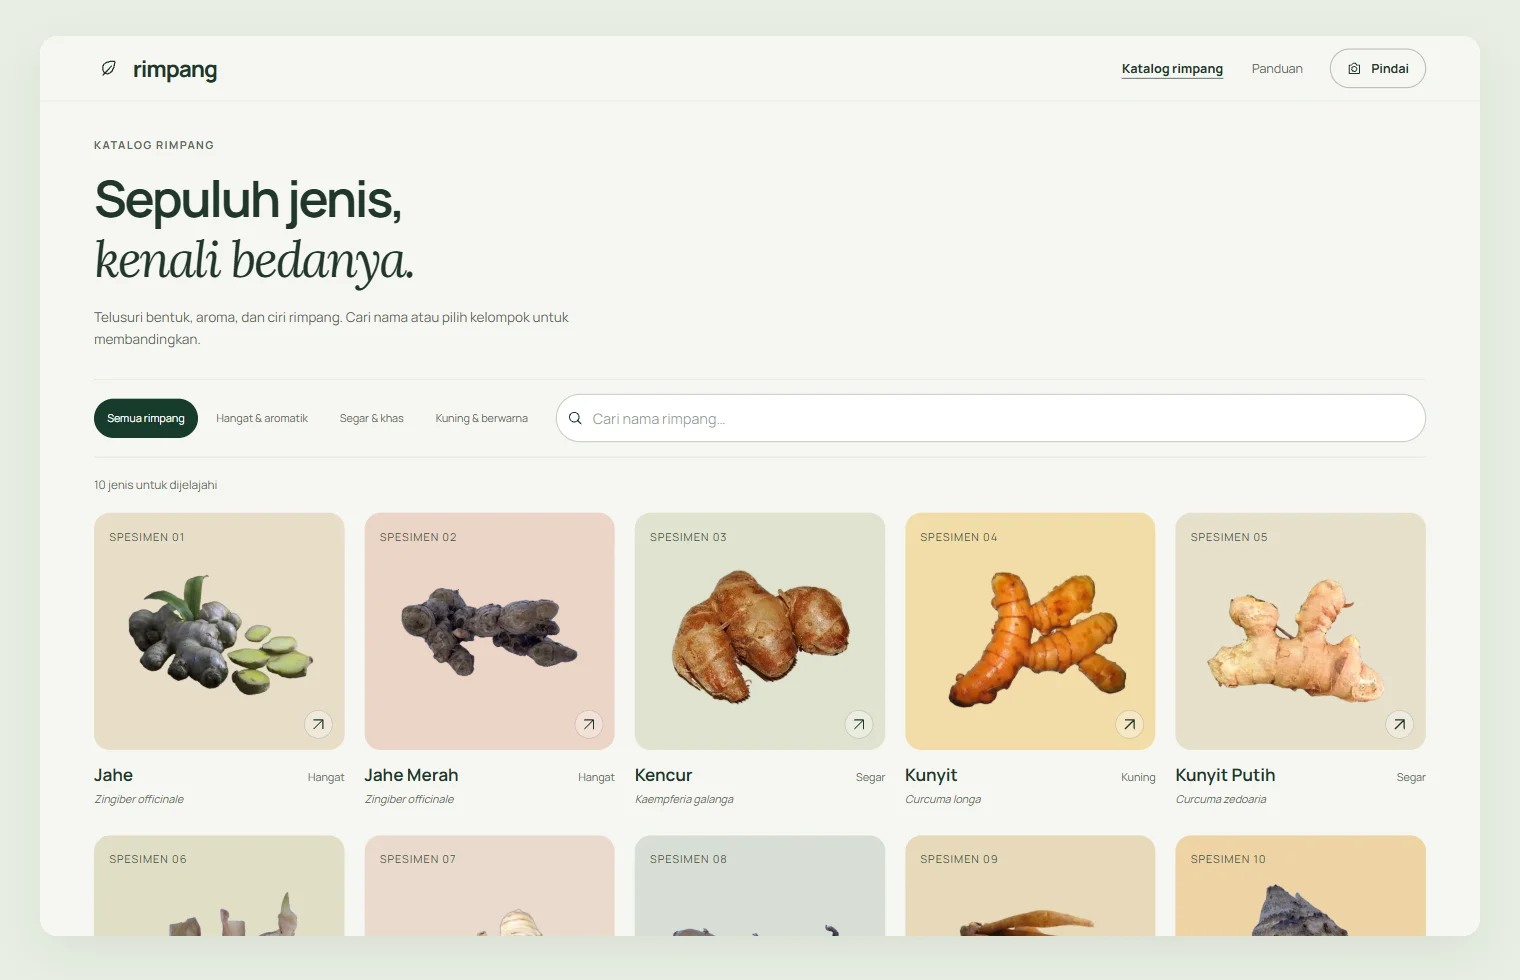 rimpang
Katalog rimpang
Panduan
Pindai
KATALOG RIMPANG
Sepuluh jenis,
kenali bedanya.
Telusuri bentuk, aroma, dan ciri rimpang. Cari nama atau pilih kelompok untuk
membandingkan.
Semua rimpang
Hangat & aromatik
Segar & khas
Kuning & berwarna
Cari nama rimpang...
10 jenis untuk dijelajahi
SPESIMEN 01
SPESIMEN 02
SPESIMEN 03
SPESIMEN 04
SPESIMEN 05
Jahe
Hangat
Zingiber officinale
Jahe Merah
Hangat
Zingiber officinale
Kencur
Segar
Kaempferia galanga
Kunyit
Kuning
Curcuma longa
Kunyit Putih
Segar
Curcuma zedoaria
SPESIMEN 06
SPESIMEN 07
SPESIMEN 08
SPESIMEN 09
SPESIMEN 10